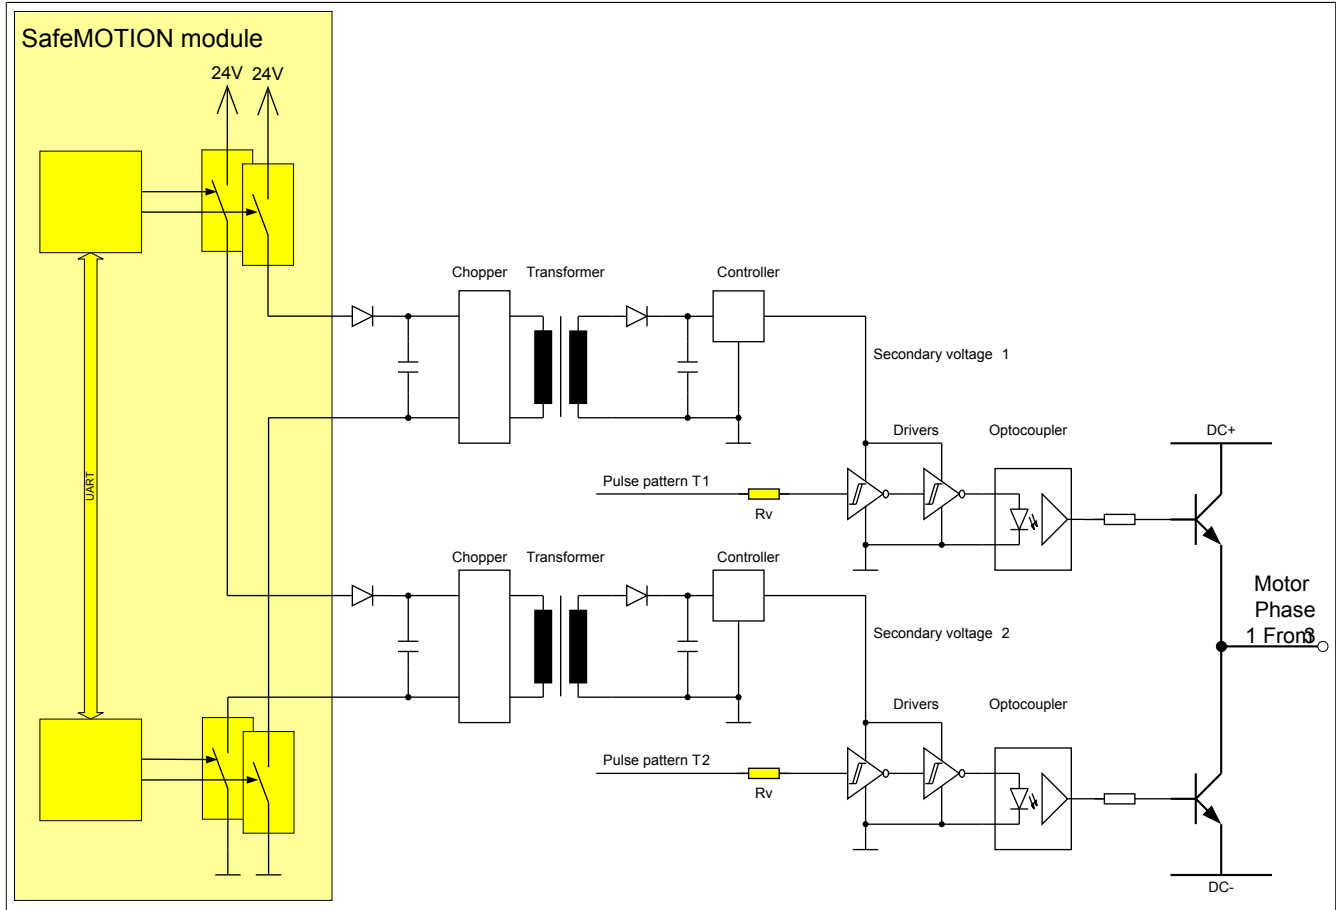 SafeMOTION module
24V 24V
UART
Chopper Transformer Controller
Secondary voltage 1
Drivers Optocoupler
DC+
Pulse pattern T1
Rv
Chopper Transformer Controller
Motor
Phase
1 From 3
Secondary voltage 2
Drivers Optocoupler
Pulse pattern T2
Rv
DC-